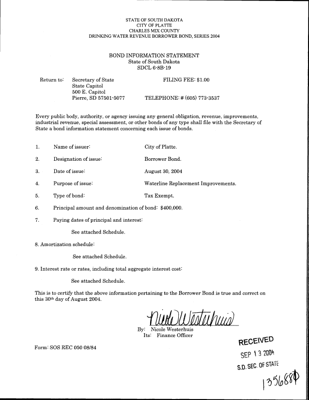 STATE OF SOUTH DAKOTA
CITY OF PLATTE
CHARLES MIX COUNTY
DRINKING WATER REVENUE BORROWER BOND, SERIES 2004
BOND INFORMATION STATEMENT
State of South Dakota
SDCL 6-8B-19
Return to: Secretary of State FILING FEE: $1.00
State Capitol
500 E. Capitol
Pierre, SD 57501-5077 TELEPHONE: # (605) 773-3537
Every public body, authority, or agency issuing any general obligation, revenue, improvements,
industrial revenue, special assessment, or other bonds of any type shall file with the Secretary of
State a bond information statement concerning each issue of bonds.
1. Name of issuer: City of Platte.
2. Designation of issue: Borrower Bond.
3. Date of issue: August 30, 2004
4. Purpose of issue: Waterline Replacement Improvements.
5. Type of bond: Tax Exempt.
6. Principal amount and denomination of bond: $400,000.
7. Paying dates of principal and interest:
See attached Schedule.
8. Amortization schedule:
See attached Schedule.
9. Interest rate or rates, including total aggregate interest cost:
See attached Schedule.
This is to certify that the above information pertaining to the Borrower Bond is true and correct on
this 30th day of August 2004.
Nicole Westerhuis
By: Nicole Westerhuis
Its: Finance Officer
RECEIVED
SEP 13 2004
S.D. SEC. OF STATE
Form: SOS REC 050 08/84